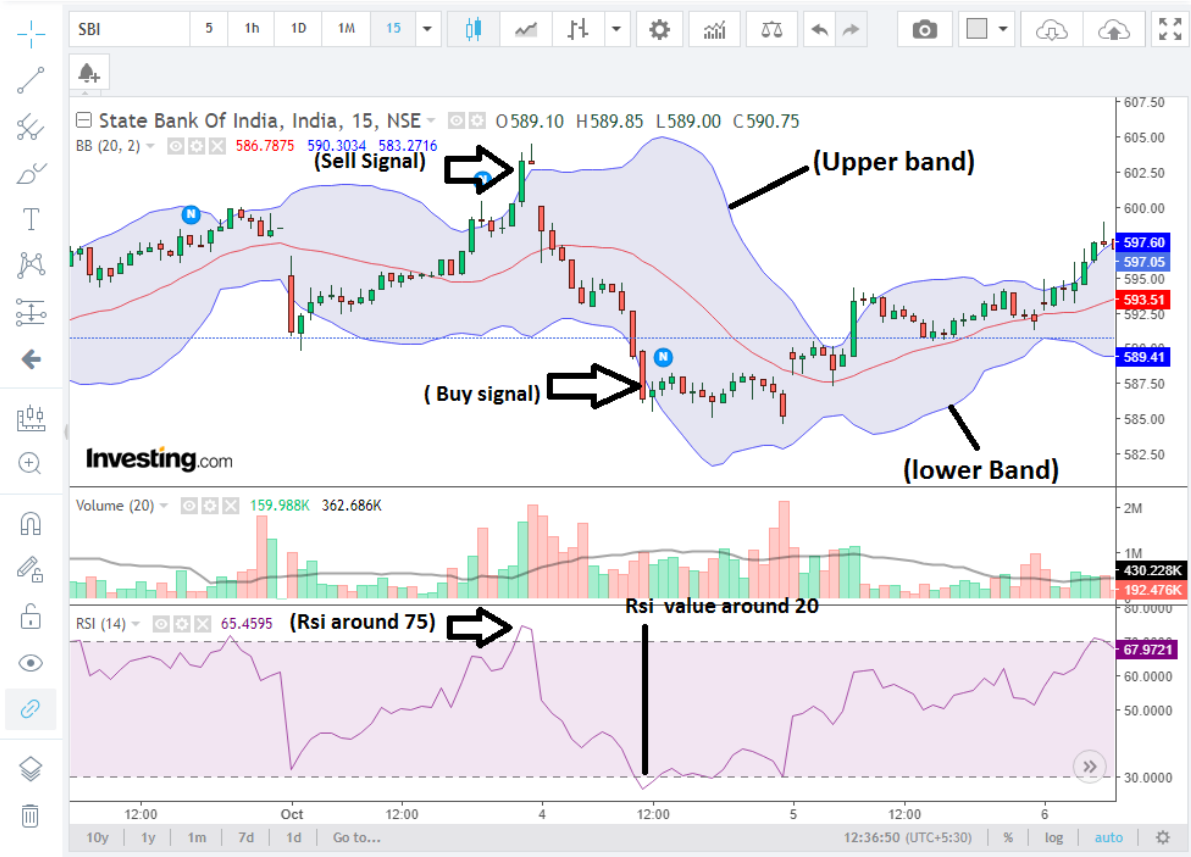 SBI 5 1h 1D 1M 15
State Bank Of India, India, 15, NSE O589.10 H589.85 L589.00 C590.75
BB (20, 2) 586.7875 590.3034 583.2716
(Sell Signal)
(Upper band)
N
N
N
( Buy signal)
(lower Band)
607.50
605.00
602.50
600.00
597.60
597.05
595.00
593.51
592.50
589.41
587.50
585.00
582.50
Investing.com
Volume (20) 159.988K 362.686K
2M
1M
430.228K
192.476K
Rsi value around 20
RSI (14) 65.4595 (Rsi around 75)
80.0000
67.9721
60.0000
50.0000
30.0000
12:00 Oct 12:00 4 12:00 5 12:00 6
10y 1y 1m 7d 1d Go to... 12:36:50 (UTC+5:30) % log auto